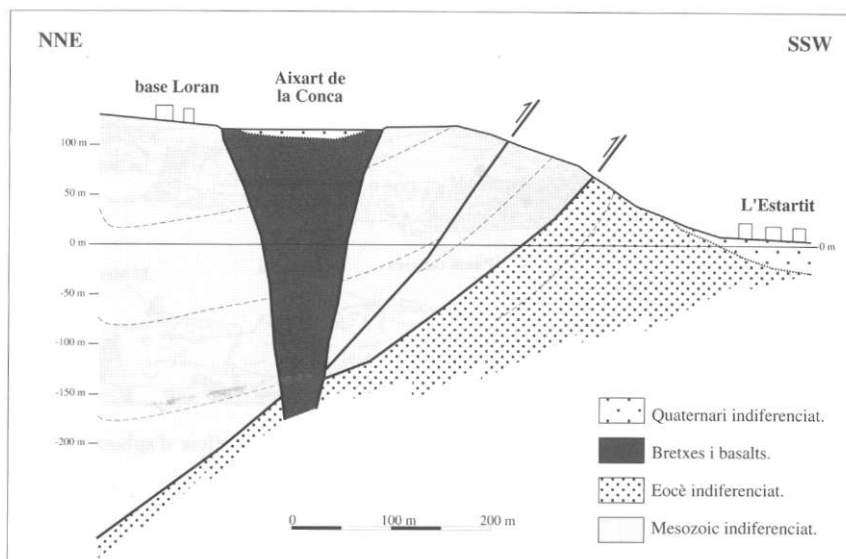 NNE
SSW
base Loran
Aixart de
la Conca
L'Estartit
100 m
50 m
0 m
0 m
-50 m
-100 m
-150 m
-200 m
Quaternari indiferenciat.
Bretxes i basalts.
Eocè indiferenciat.
Mesozoic indiferenciat.
0
100 m
200 m